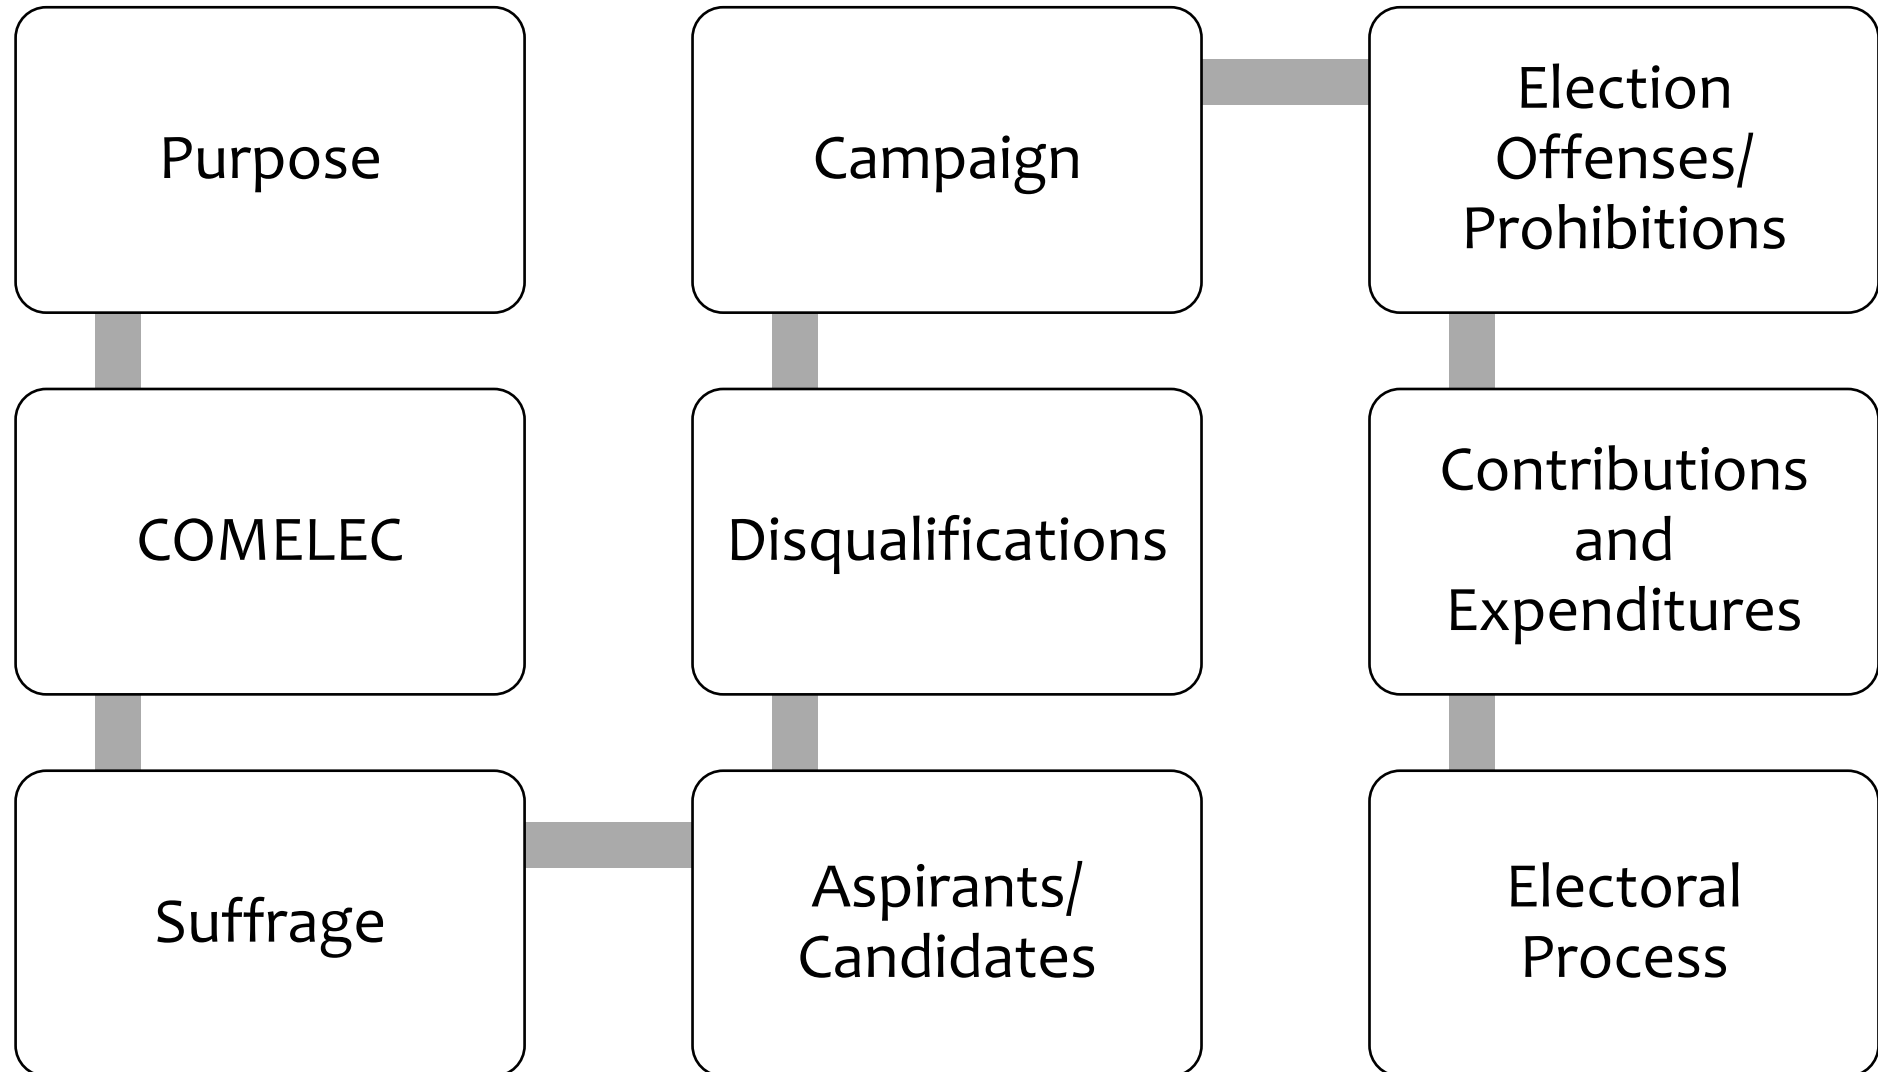 Purpose
COMELEC
Suffrage
Aspirants/
Candidates
Disqualifications
Campaign
Election
Offenses/
Prohibitions
Contributions
and
Expenditures
Electoral
Process